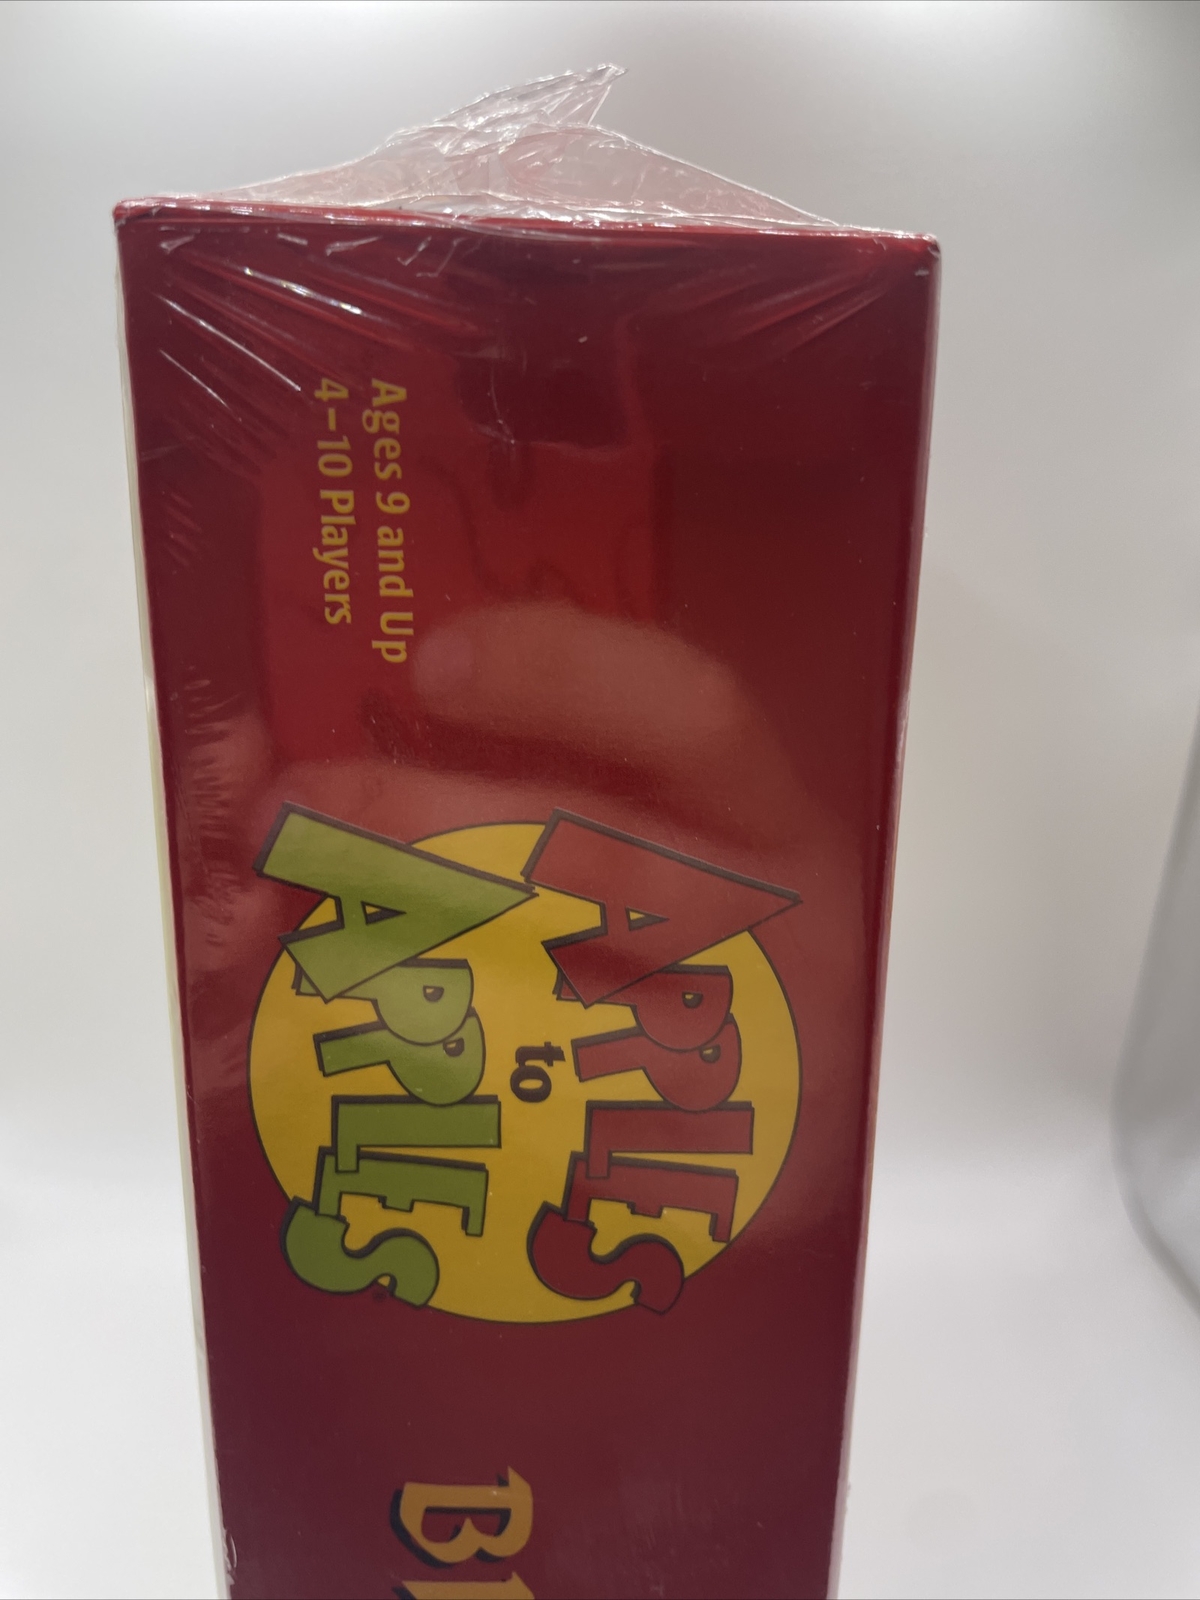 Ages 9 and Up
4–10 Players
APPLES
to
APPLES®